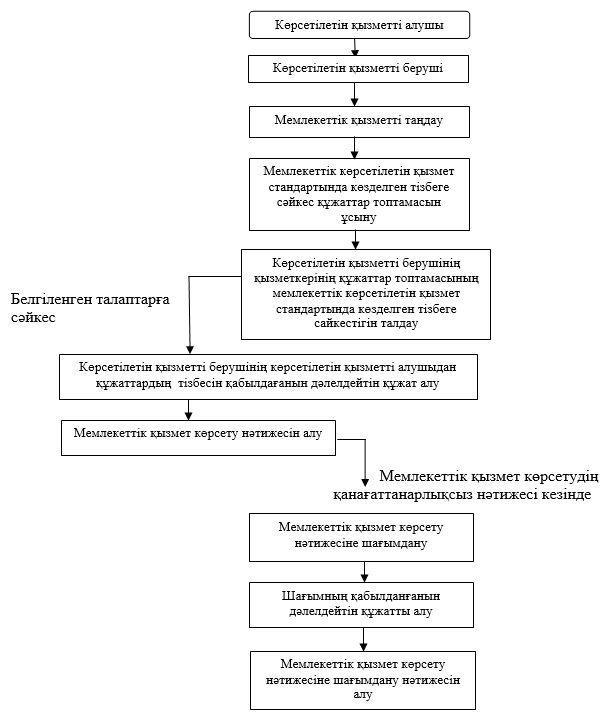 Көрсетілетін қызметті алушы
Көрсетілетін қызметті беруші
Мемлекеттік қызметті таңдау
Мемлекеттік көрсетілетін қызмет
стандартында көзделген тізбеге
сәйкес құжаттар топтамасын
ұсыну
Көрсетілетін қызметті берушінің
қызметкерінің құжаттар топтамасының
мемлекеттік көрсетілетін қызмет
стандартында көзделген тізбеге
сайкестігін талдау
Белгіленген талаптарға
сәйкес
Көрсетілетін қызметті берушінің көрсетілетін қызметті алушыдан
құжаттардың тізбесін қабылдағанын дәлелдейтін құжат алу
Мемлекеттік қызмет көрсету нәтижесін алу
Мемлекеттік қызмет көрсетудің
қанағаттанарлықсыз нәтижесі кезінде
Мемлекеттік қызмет көрсету
нәтижесіне шағымдану
Шағымның қабылданғанын
дәлелдейтін құжатты алу
Мемлекеттік қызмет көрсету
нәтижесіне шағымдану нәтижесін
алу